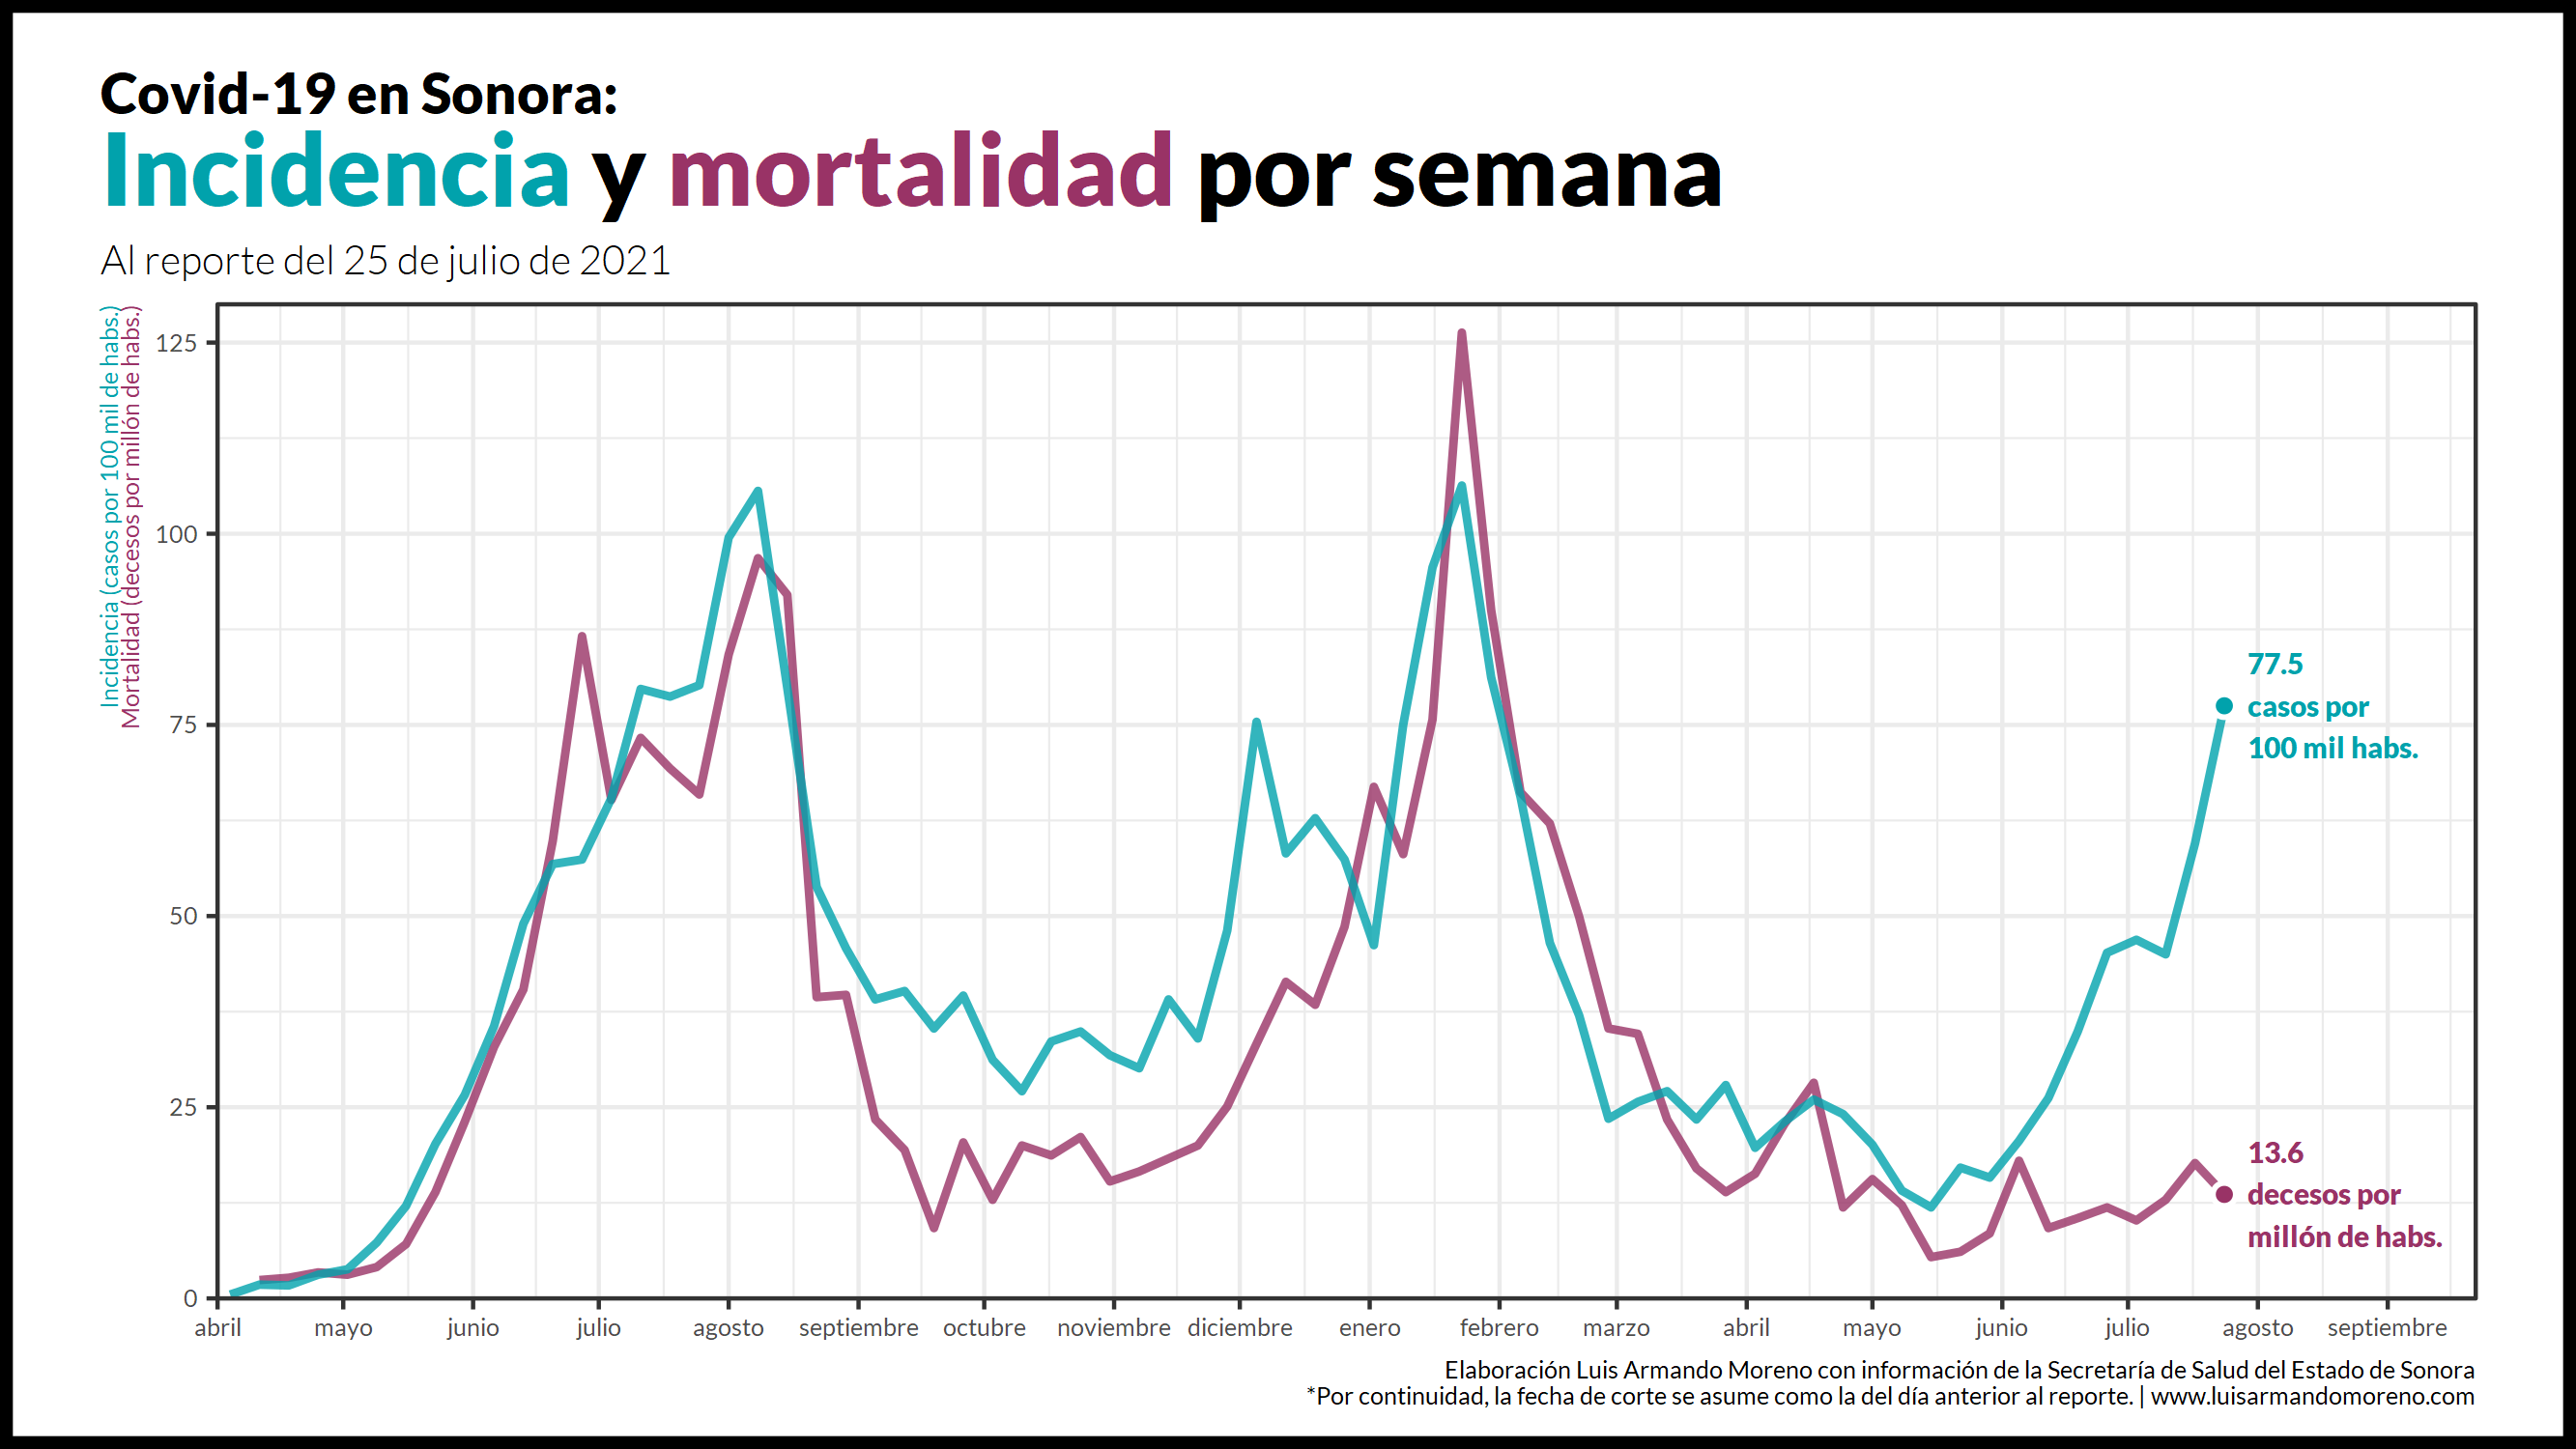 Covid-19 en Sonora:
Incidencia y mortalidad por semana
Al reporte del 25 de julio de 2021
Incidencia (casos por 100 mil de habs.)
Mortalidad (decesos por millón de habs.)
125
100
75
50
25
0
77.5
casos por
100 mil habs.
13.6
decesos por
millón de habs.
abril mayo junio julio agosto septiembre octubre noviembre diciembre enero febrero marzo abril mayo junio julio agosto septiembre
Elaboración Luis Armando Moreno con información de la Secretaría de Salud del Estado de Sonora
*Por continuidad, la fecha de corte se asume como la del día anterior al reporte. | www.luisarmandomoreno.com